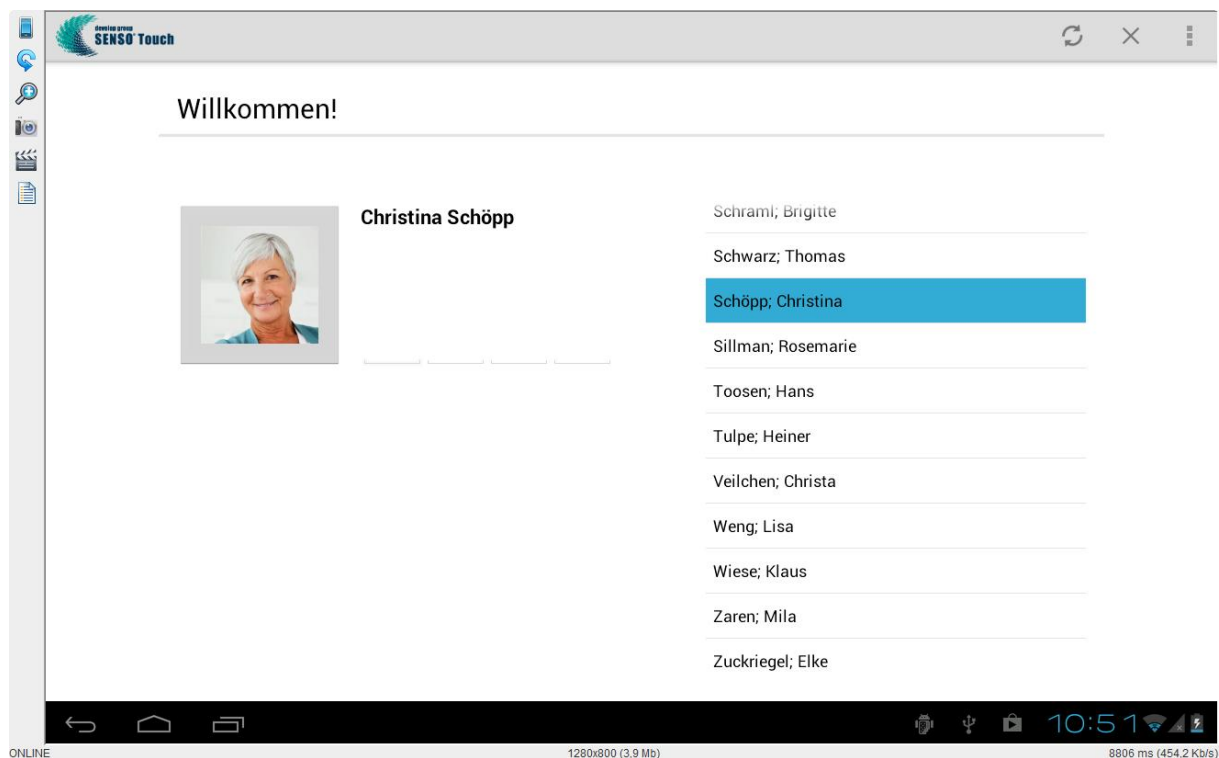 develop group
SENSO Touch
Willkommen!
Christina Schöpp
Schraml; Brigitte
Schwarz; Thomas
Schöpp; Christina
Sillman; Rosemarie
Toosen; Hans
Tulpe; Heiner
Veilchen; Christa
Weng; Lisa
Wiese; Klaus
Zaren; Mila
Zuckriegel; Elke
10:51
ONLINE
1280x800 (3.9 Mb)
8806 ms (454.2 Kb/s)